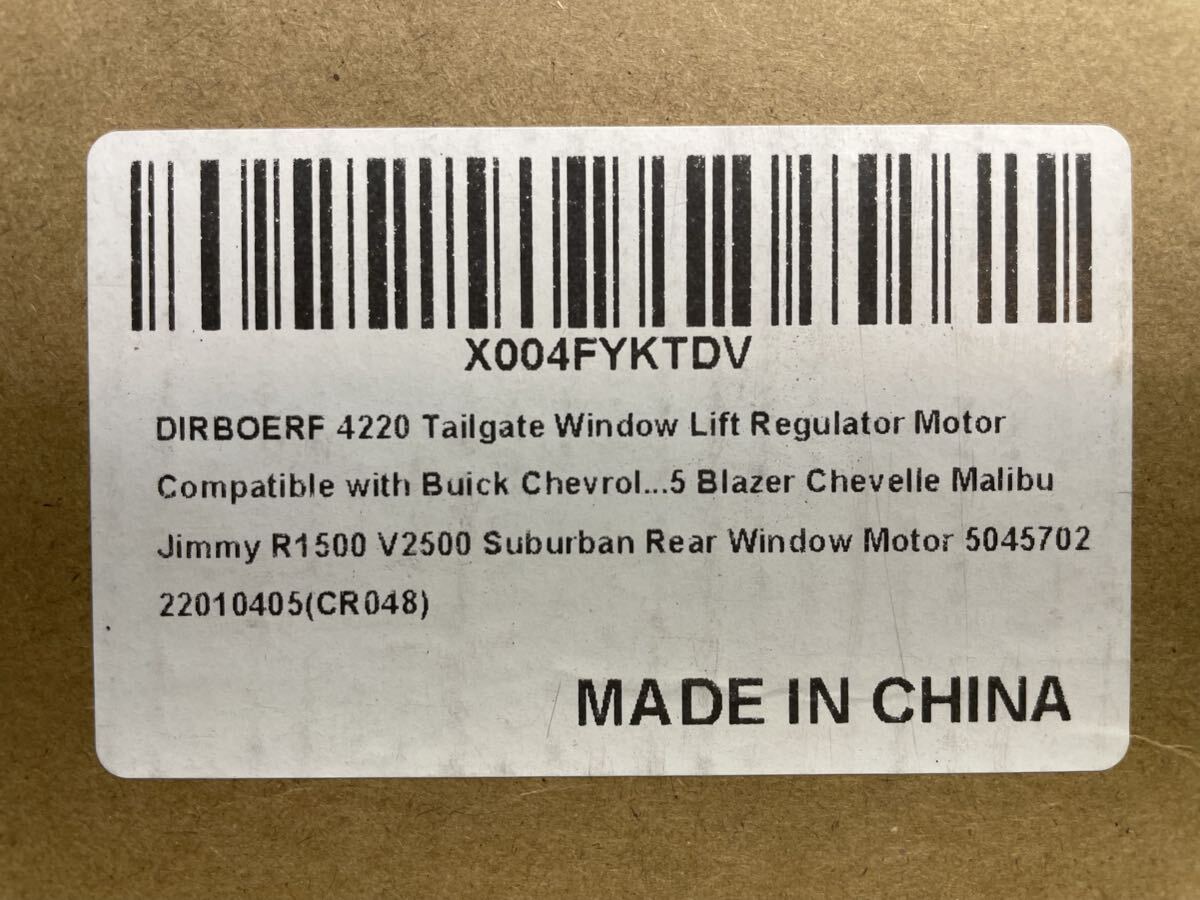 X004FYKTDV
DIRBOERF 4220 Tailgate Window Lift Regulator Motor
Compatible with Buick Chevrol...5 Blazer Chevelle Malibu
Jimmy R1500 V2500 Suburban Rear Window Motor 5045702
22010405(CR048)
MADE IN CHINA